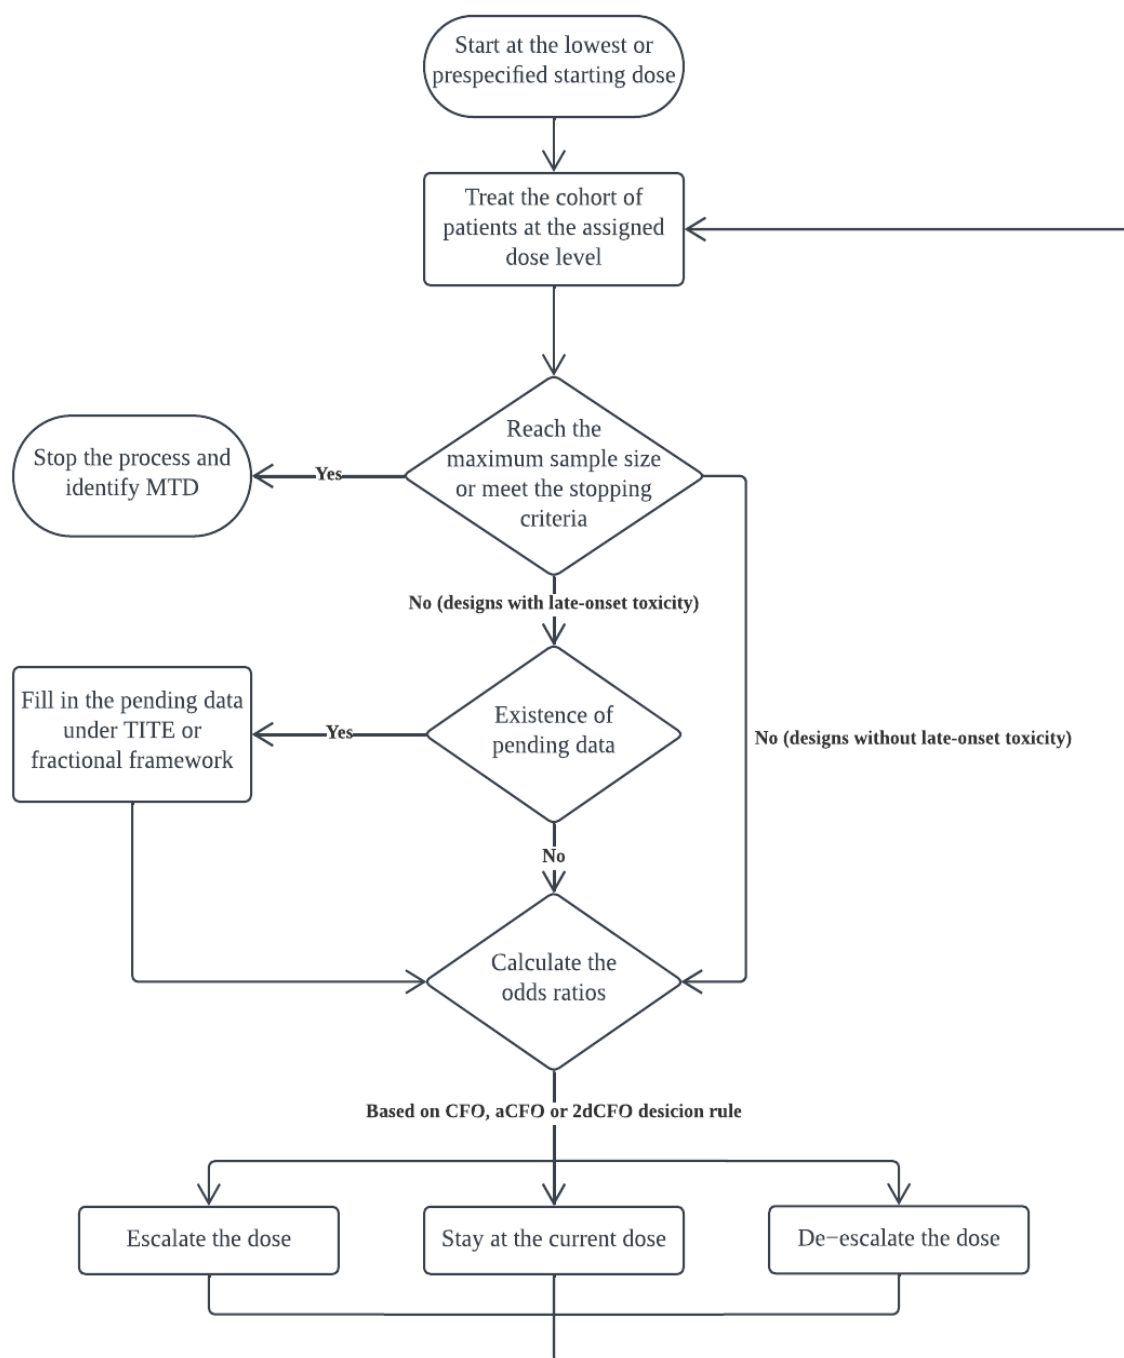 Start at the lowest or
prespecified starting dose
Treat the cohort of
patients at the assigned
dose level
Reach the
maximum sample size
or meet the stopping
criteria
Yes
Stop the process and
identify MTD
No (designs with late-onset toxicity)
Existence of
pending data
Yes
Fill in the pending data
under TITE or
fractional framework
No (designs without late-onset toxicity)
No
Calculate the
odds ratios
Based on CFO, aCFO or 2dCFO desicion rule
Escalate the dose
Stay at the current dose
De−escalate the dose